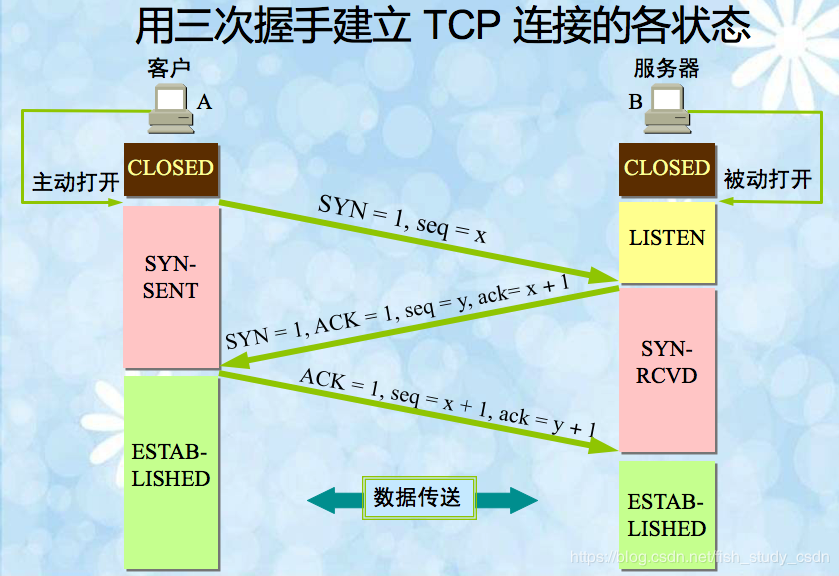 用三次握手建立 TCP 连接的各状态
客户
服务器
A
B
CLOSED
CLOSED
主动打开
被动打开
SYN = 1, seq = x
LISTEN
SYN-
SENT
SYN = 1, ACK = 1, seq = y, ack= x + 1
SYN-
RCVD
ACK = 1, seq = x + 1, ack = y + 1
ESTAB-
LISHED
数据传送
ESTAB-
LISHED
https://blog.csdn.net/fish_study_csdn